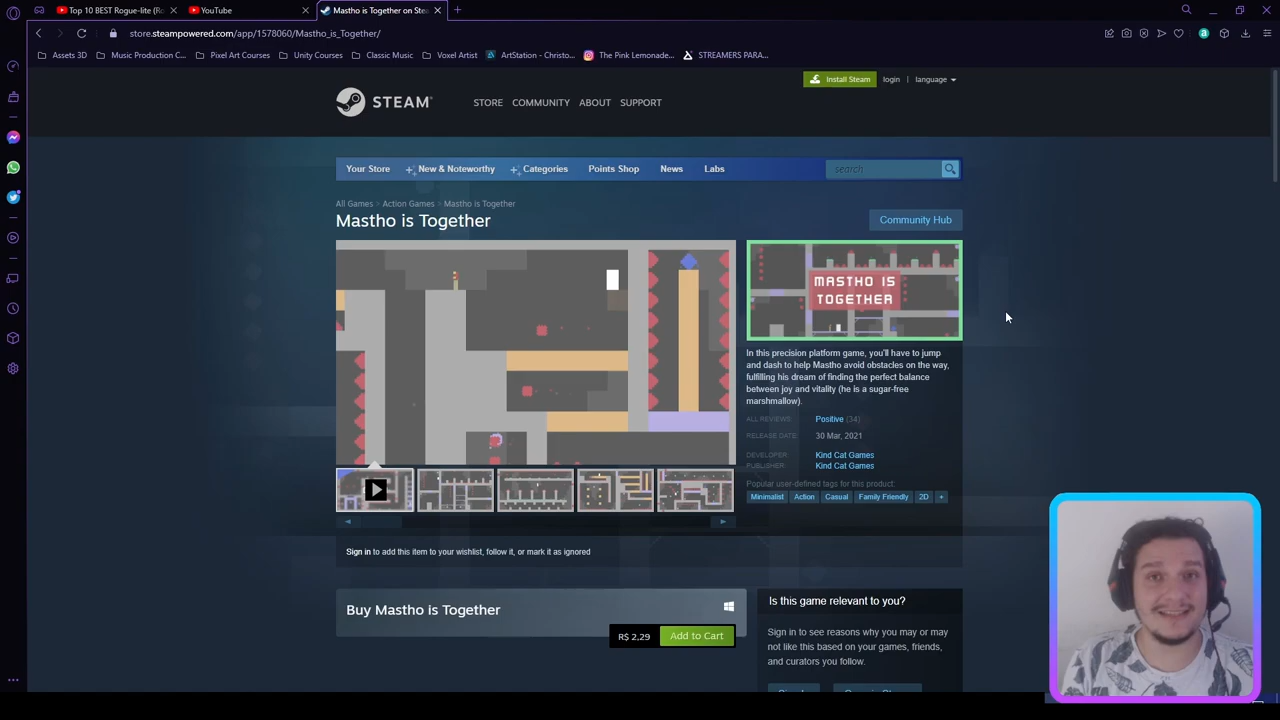 Top 10 BEST Rogue-lite (Ro
YouTube
Mastho is Together on Ste
store.steampowered.com/app/1578060/Mastho_is_Together/
Assets 3D
Music Production C...
Pixel Art Courses
Unity Courses
Classic Music
Voxel Artist
ArtStation - Christo...
The Pink Lemonade...
STREAMERS PARA...
Install Steam
login | language
STEAM
STORE COMMUNITY ABOUT SUPPORT
Your Store
New & Noteworthy
Categories
Points Shop
News
Labs
search
All Games > Action Games > Mastho is Together
Mastho is Together
Community Hub
MASTHO IS
TOGETHER
In this precision platform game, you'll have to jump
and dash to help Mastho avoid obstacles on the way,
fulfilling his dream of finding the perfect balance
between joy and vitality (he is a sugar-free
marshmallow).
ALL REVIEWS: Positive (34)
RELEASE DATE: 30 Mar, 2021
DEVELOPER: Kind Cat Games
PUBLISHER: Kind Cat Games
Popular user-defined tags for this product:
Minimalist Action Casual Family Friendly 2D +
Sign in to add this item to your wishlist, follow it, or mark it as ignored
Buy Mastho is Together
R$ 2,29 Add to Cart
Is this game relevant to you?
Sign in to see reasons why you may or may
not like this based on your games, friends,
and curators you follow.